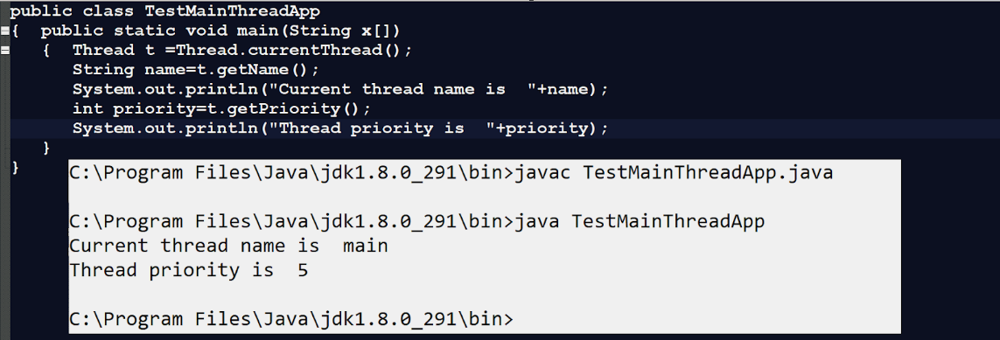 public class TestMainThreadApp
{  public static void main(String x[])
   {  Thread t =Thread.currentThread();
      String name=t.getName();
      System.out.println("Current thread name is  "+name);
      int priority=t.getPriority();
      System.out.println("Thread priority is  "+priority);
   }
}
C:\Program Files\Java\jdk1.8.0_291\bin>javac TestMainThreadApp.java
C:\Program Files\Java\jdk1.8.0_291\bin>java TestMainThreadApp
Current thread name is  main
Thread priority is  5
C:\Program Files\Java\jdk1.8.0_291\bin>